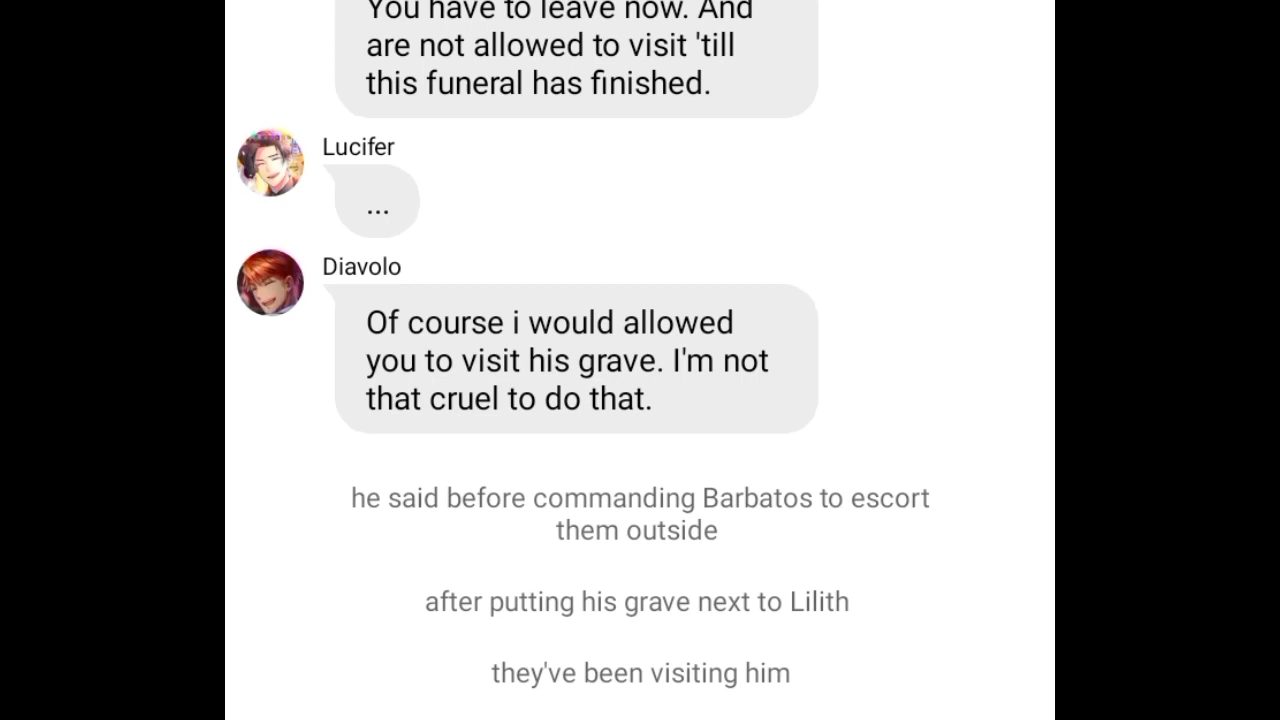 You have to leave now. And
are not allowed to visit 'till
this funeral has finished.
Lucifer
...
Diavolo
Of course i would allowed
you to visit his grave. I'm not
that cruel to do that.
he said before commanding Barbatos to escort
them outside
after putting his grave next to Lilith
they've been visiting him